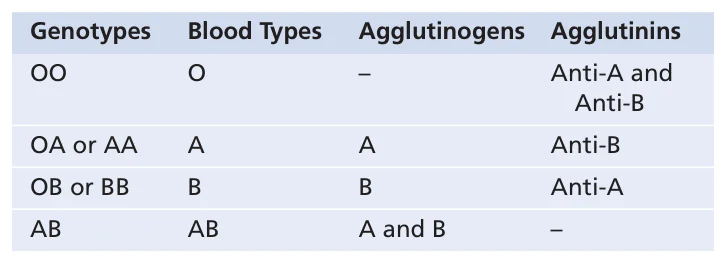 Genotypes Blood Types Agglutinogens Agglutinins
OO O – Anti-A and
Anti-B
OA or AA A A Anti-B
OB or BB B B Anti-A
AB AB A and B –